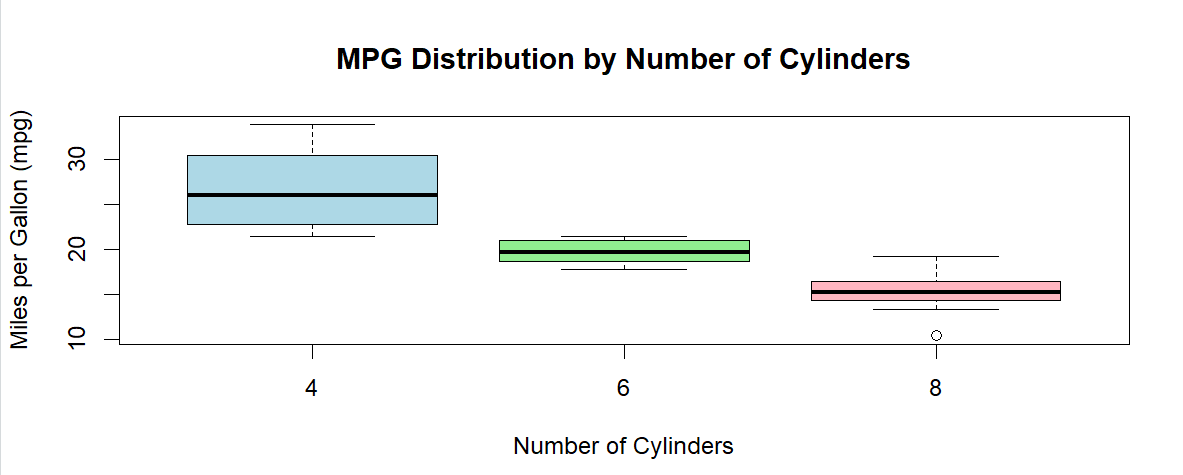 MPG Distribution by Number of Cylinders
Miles per Gallon (mpg)
30
20
10
4 6 8
Number of Cylinders